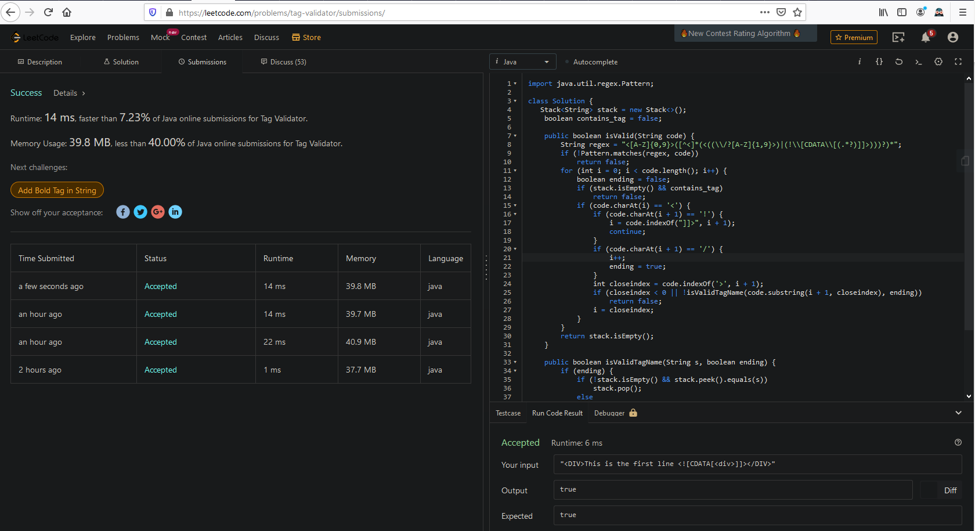 https://leetcode.com/problems/tag-validator/submissions/
LeetCode Explore Problems Mock New Contest Articles Discuss Store
🔥New Contest Rating Algorithm 🔥
Premium
5
Description Solution Submissions Discuss (53)
Success Details >
Runtime: 14 ms, faster than 7.23% of Java online submissions for Tag Validator.
Memory Usage: 39.8 MB, less than 40.00% of Java online submissions for Tag Validator.
Next challenges:
Add Bold Tag in String
Show off your acceptance:
Time Submitted Status Runtime Memory Language
a few seconds ago Accepted 14 ms 39.8 MB java
an hour ago Accepted 14 ms 39.7 MB java
an hour ago Accepted 22 ms 40.9 MB java
2 hours ago Accepted 1 ms 37.7 MB java
i Java Autocomplete
1 import java.util.regex.Pattern;
2
3 class Solution {
4 Stack<String> stack = new Stack<>();
5 boolean contains_tag = false;
6
7 public boolean isValid(String code) {
8 String regex = "<[A-Z]{0,9}>([^<]*(<((\\/?[A-Z]{1,9}>)|(!\\[CDATA\\[(.*?)]]>)))?)*";
9 if (!Pattern.matches(regex, code))
10 return false;
11 for (int i = 0; i < code.length(); i++) {
12 boolean ending = false;
13 if (stack.isEmpty() && contains_tag)
14 return false;
15 if (code.charAt(i) == '<') {
16 if (code.charAt(i + 1) == '!') {
17 i = code.indexOf("]]>", i + 1);
18 continue;
19 }
20 if (code.charAt(i + 1) == '/') {
21 i++;
22 ending = true;
23 }
24 int closeindex = code.indexOf('>', i + 1);
25 if (closeindex < 0 || !isValidTagName(code.substring(i + 1, closeindex), ending))
26 return false;
27 i = closeindex;
28 }
29 }
30 return stack.isEmpty();
31 }
32
33 public boolean isValidTagName(String s, boolean ending) {
34 if (ending) {
35 if (!stack.isEmpty() && stack.peek().equals(s))
36 stack.pop();
37 else
Testcase Run Code Result Debugger
Accepted Runtime: 6 ms
Your input "<DIV>This is the first line <![CDATA[<div>]]></DIV>"
Output true Diff
Expected true